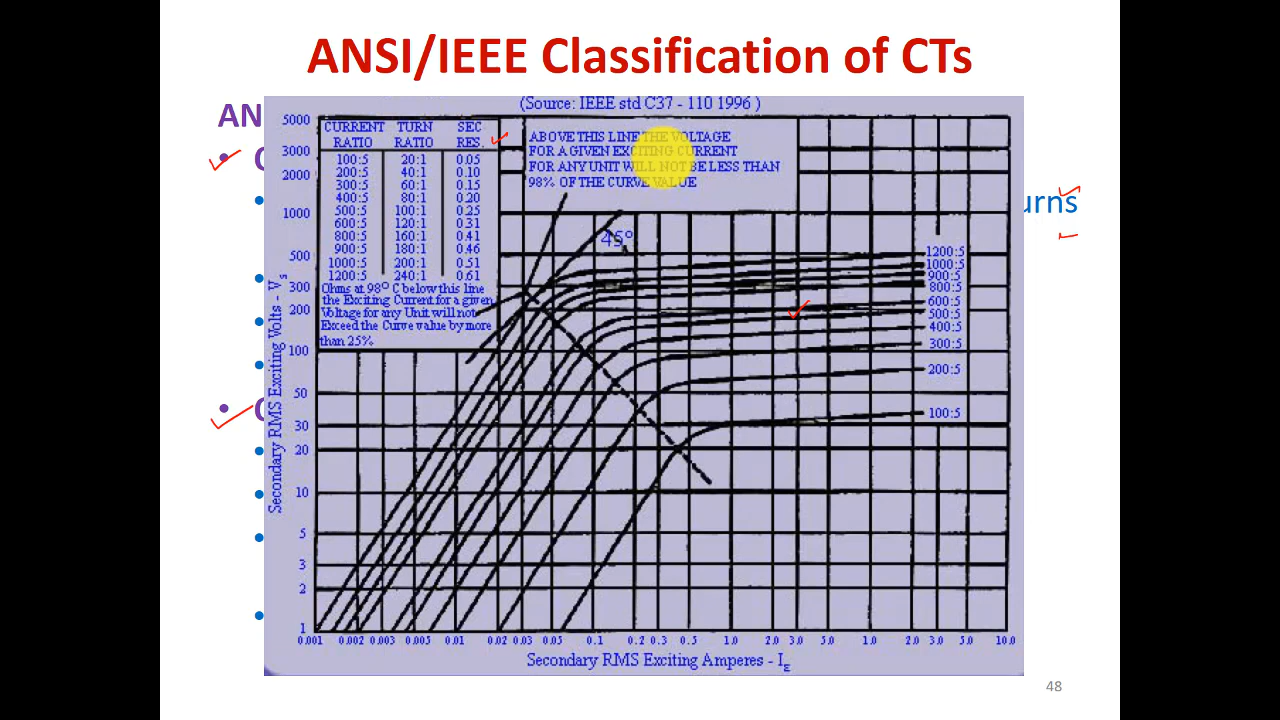 ANSI/IEEE Classification of CTs
(Source: IEEE std C37 - 110 1996 )
AN
urns
CURRENT RATIO TURN RATIO SEC RES.
100:5 20:1 0.05
200:5 40:1 0.10
300:5 60:1 0.15
400:5 80:1 0.20
500:5 100:1 0.25
600:5 120:1 0.31
800:5 160:1 0.41
900:5 180:1 0.46
1000:5 200:1 0.51
1200:5 240:1 0.61
Ohms at 98° C below this line
the Exciting Current for a given
Voltage for any Unit will not
Exceed the Curve value by more
than 25%
ABOVE THIS LINE THE VOLTAGE
FOR A GIVEN EXCITING CURRENT
FOR ANY UNIT WILL NOT BE LESS THAN
98% OF THE CURVE VALUE
45°
1200:5
1000:5
900:5
800:5
600:5
500:5
400:5
300:5
200:5
100:5
Secondary RMS Exciting Volts - Vs
5000
3000
2000
1000
500
300
200
100
50
30
20
10
5
3
2
1
0.001 0.002 0.003 0.005 0.01 0.02 0.03 0.05 0.1 0.2 0.3 0.5 1.0 2.0 3.0 5.0 1.0 2.0 3.0 5.0 10.0
Secondary RMS Exciting Amperes - IE
48